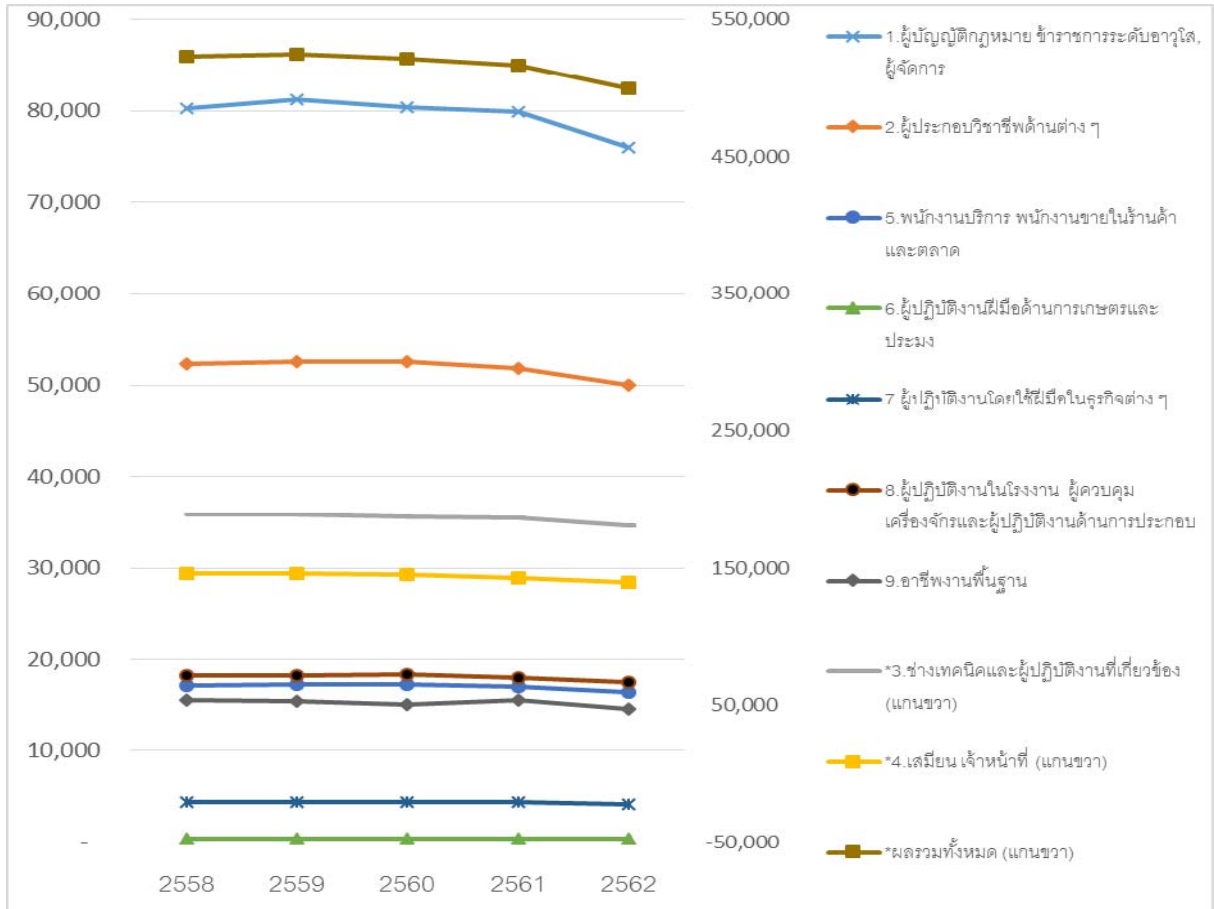 90,000
80,000
70,000
60,000
50,000
40,000
30,000
20,000
10,000
-
2558 2559 2560 2561 2562
550,000
450,000
350,000
250,000
150,000
50,000
-50,000
1.ผู้บัญญัติกฎหมาย ข้าราชการระดับอาวุโส,
ผู้จัดการ
2.ผู้ประกอบวิชาชีพด้านต่าง ๆ
5.พนักงานบริการ พนักงานขายในร้านค้า
และตลาด
6.ผู้ปฏิบัติงานฝีมือด้านการเกษตรและ
ประมง
7 ผู้ปฏิบัติงานโดยใช้ฝีมือในธุรกิจต่าง ๆ
8.ผู้ปฏิบัติงานในโรงงาน ผู้ควบคุม
เครื่องจักรและผู้ปฏิบัติงานด้านการประกอบ
9.อาชีพงานพื้นฐาน
*3.ช่างเทคนิคและผู้ปฏิบัติงานที่เกี่ยวข้อง
(แกนขวา)
*4.เสมียน เจ้าหน้าที่ (แกนขวา)
*ผลรวมทั้งหมด (แกนขวา)